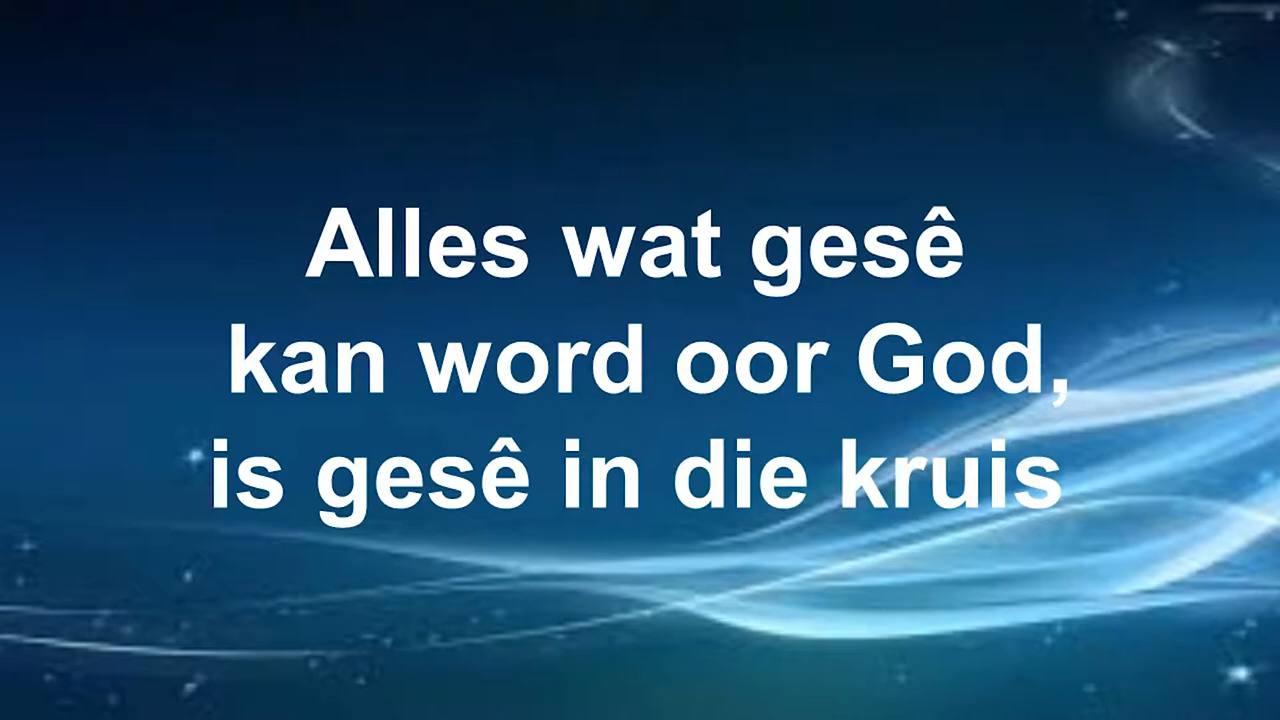 Alles wat gesê
kan word oor God,
is gesê in die kruis